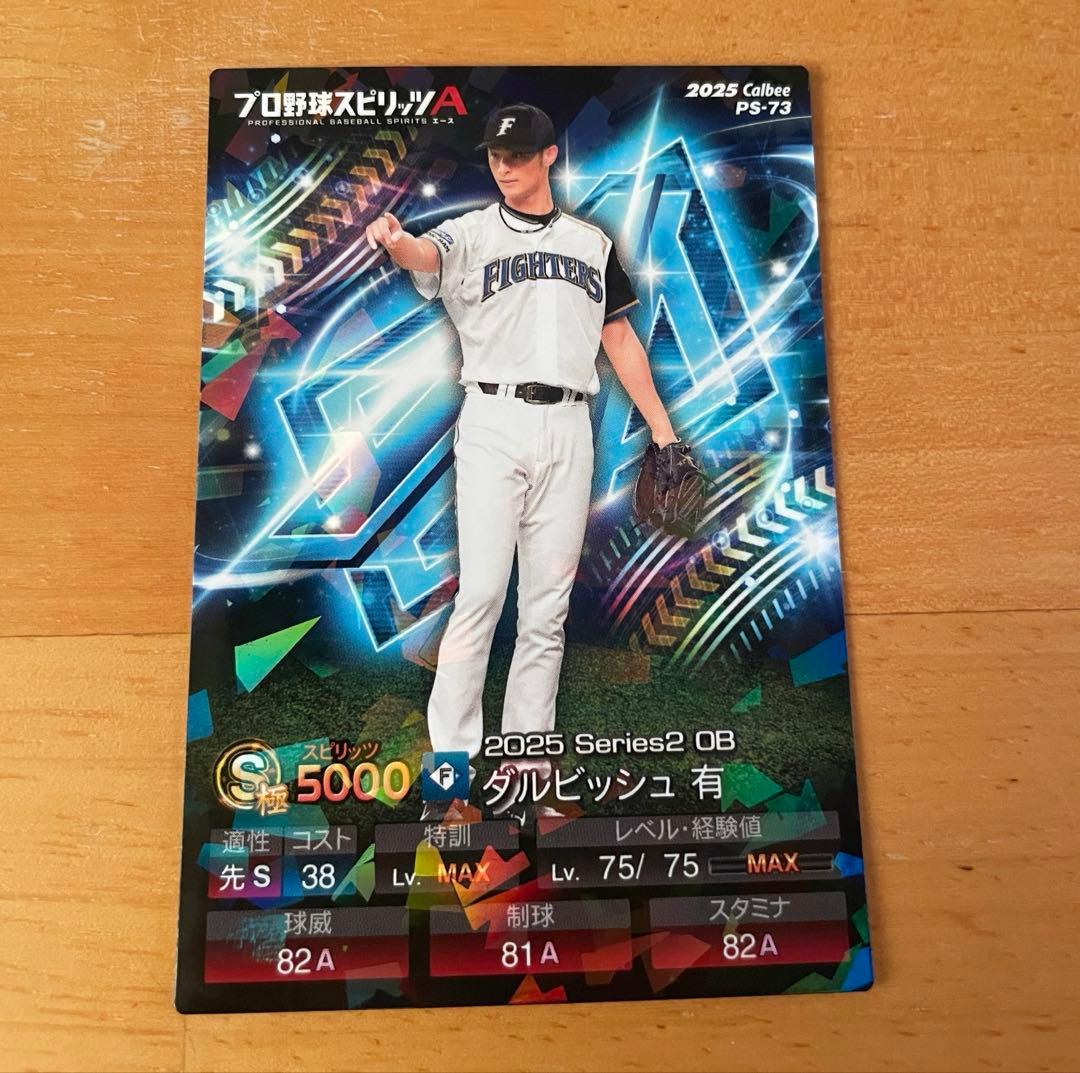 プロ野球スピリッツA
PROFESSIONAL BASEBALL SPIRITS エース
2025 Calbee
PS-73
F
FIGHTERS
2025 Series2 OB
S極
スピリッツ
5000
F
ダルビッシュ 有
適性
コスト
特訓
レベル・経験値
先 S
38
Lv. MAX
Lv. 75/ 75 MAX
球威
制球
スタミナ
82 A
81 A
82 A